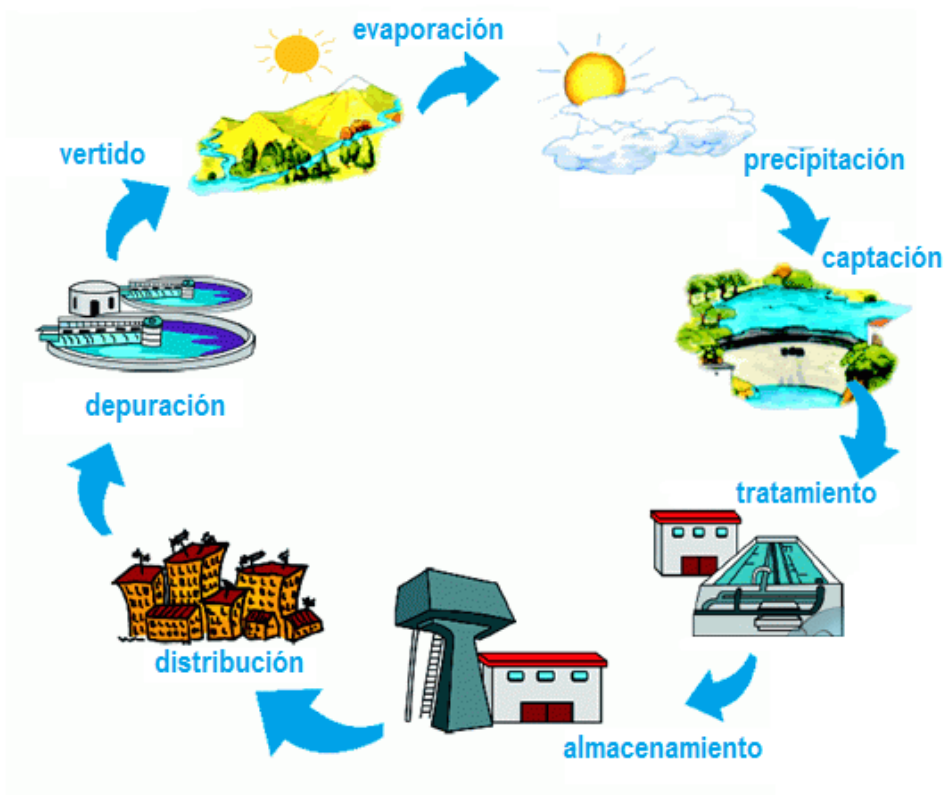 evaporación
precipitación
captación
tratamiento
almacenamiento
distribución
depuración
vertido